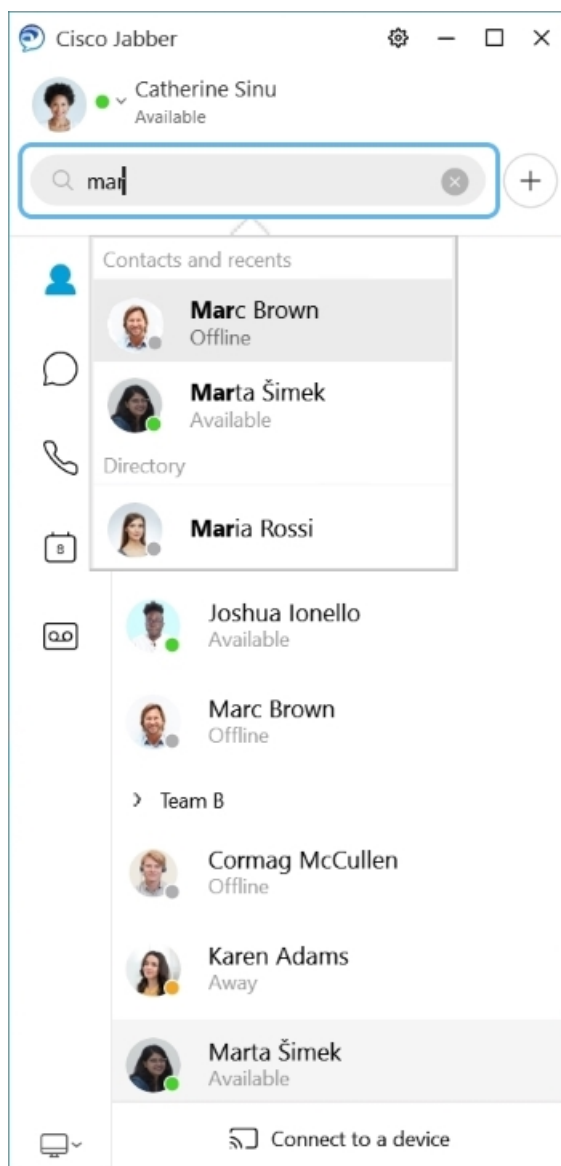 Cisco Jabber
Catherine Sinu
Available
mar
Contacts and recents
Marc Brown
Offline
Marta Šimek
Available
Directory
Maria Rossi
8
Joshua Ionello
Available
Marc Brown
Offline
Team B
Cormag McCullen
Offline
Karen Adams
Away
Marta Šimek
Available
Connect to a device